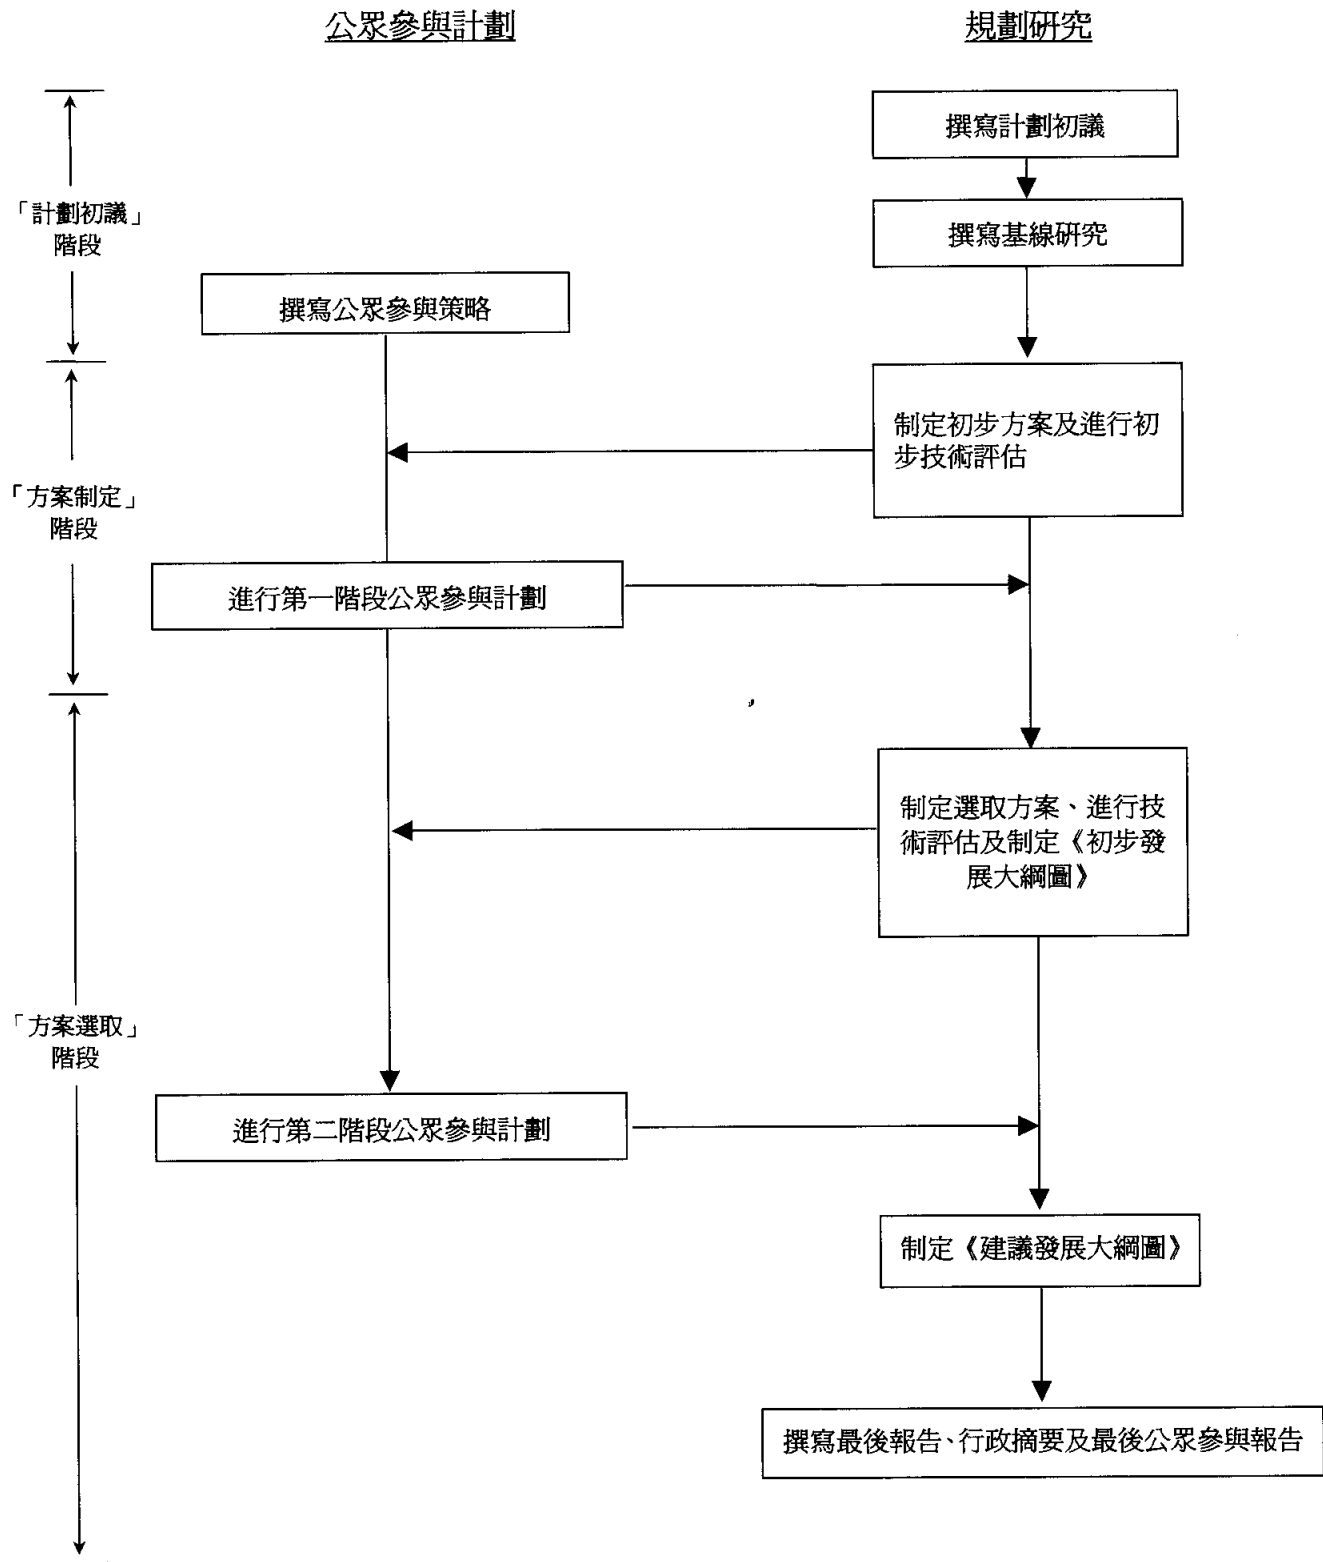 公眾參與計劃
規劃研究
撰寫計劃初議
「計劃初議」
階段
撰寫基線研究
撰寫公眾參與策略
制定初步方案及進行初
步技術評估
「方案制定」
階段
進行第一階段公眾參與計劃
制定選取方案、進行技
術評估及制定《初步發
展大綱圖》
「方案選取」
階段
進行第二階段公眾參與計劃
制定《建議發展大綱圖》
撰寫最後報告、行政摘要及最後公眾參與報告